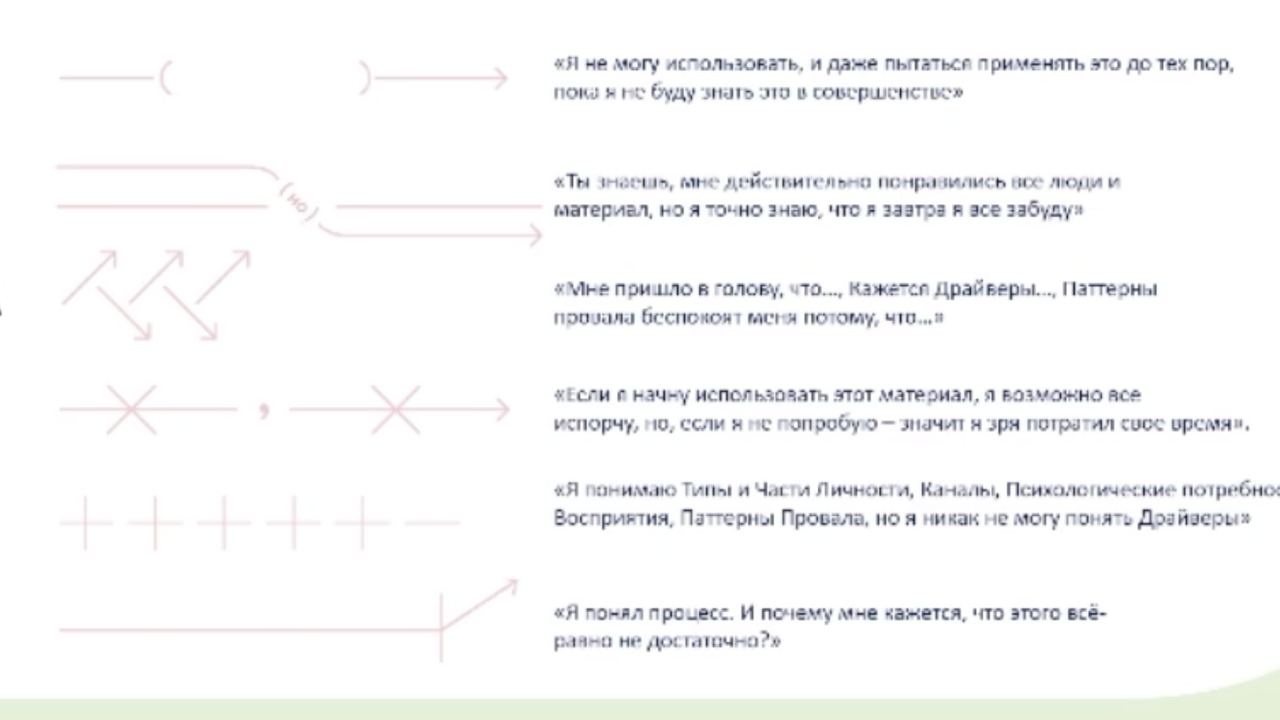 «Я не могу использовать, и даже пытаться применять это до тех пор,
пока я не буду знать это в совершенстве»
(но)
«Ты знаешь, мне действительно понравились все люди и
материал, но я точно знаю, что я завтра я все забуду»
«Мне пришло в голову, что..., Кажется Драйверы..., Паттерны
провала беспокоят меня потому, что...»
«Если я начну использовать этот материал, я возможно все
испорчу, но, если я не попробую – значит я зря потратил свое время».
«Я понимаю Типы и Части Личности, Каналы, Психологические
Восприятия, Паттерны Провала, но я никак не могу понять Драйверы»
«Я понял процесс. И почему мне кажется, что этого всё-
равно не достаточно?»